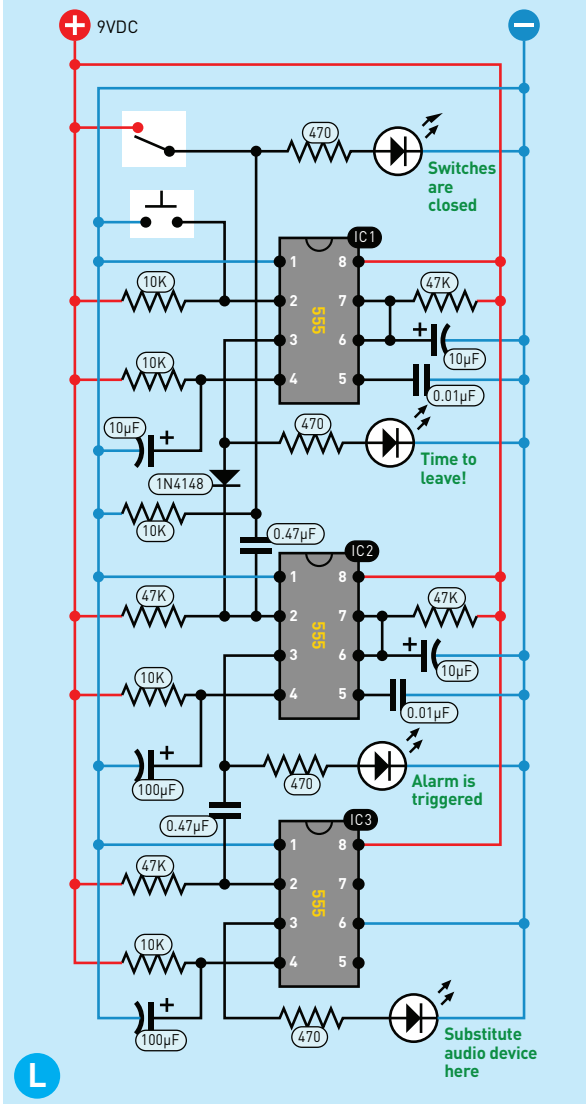 + 9VDC −
470
Switches
are
closed
IC1
1 8
10K
2 7
47K
555
3 6
+
10µF
10K
4 5
0.01µF
10µF
+
470
Time to
leave!
1N4148
10K
0.47µF
IC2
1 8
47K
2 7
47K
555
3 6
+
10µF
10K
4 5
0.01µF
+
100µF
470
Alarm is
triggered
0.47µF
IC3
1 8
47K
2 7
555
3 6
10K
4 5
+
100µF
470
Substitute
audio device
here
L